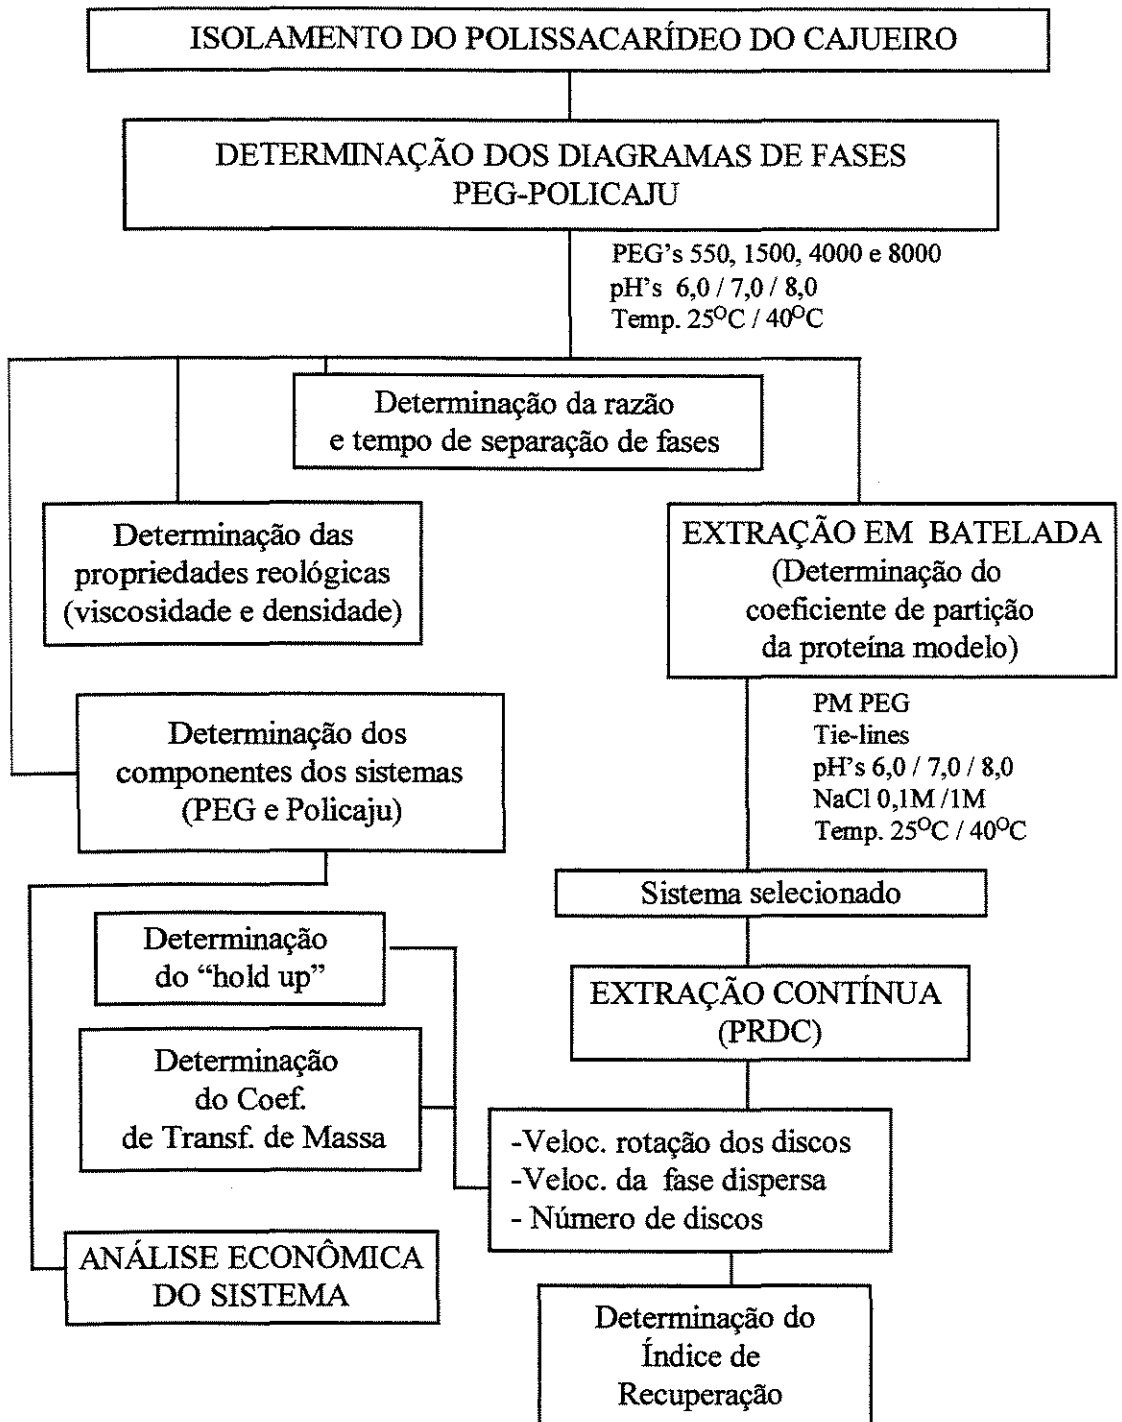 ISOLAMENTO DO POLISSACARÍDEO DO CAJUEIRO
DETERMINAÇÃO DOS DIAGRAMAS DE FASES
PEG-POLICAJU
PEG's 550, 1500, 4000 e 8000
pH's 6,0 / 7,0 / 8,0
Temp. 25ºC / 40ºC
Determinação da razão
e tempo de separação de fases
Determinação das
propriedades reológicas
(viscosidade e densidade)
EXTRAÇÃO EM BATELADA
(Determinação do
coeficiente de partição
da proteína modelo)
PM PEG
Tie-lines
pH's 6,0 / 7,0 / 8,0
NaCl 0,1M /1M
Temp. 25ºC / 40ºC
Determinação dos
componentes dos sistemas
(PEG e Policaju)
Sistema selecionado
Determinação
do “hold up”
EXTRAÇÃO CONTÍNUA
(PRDC)
Determinação
do Coef.
de Transf. de Massa
-Veloc. rotação dos discos
-Veloc. da fase dispersa
- Número de discos
ANÁLISE ECONÔMICA
DO SISTEMA
Determinação do
Índice de
Recuperação